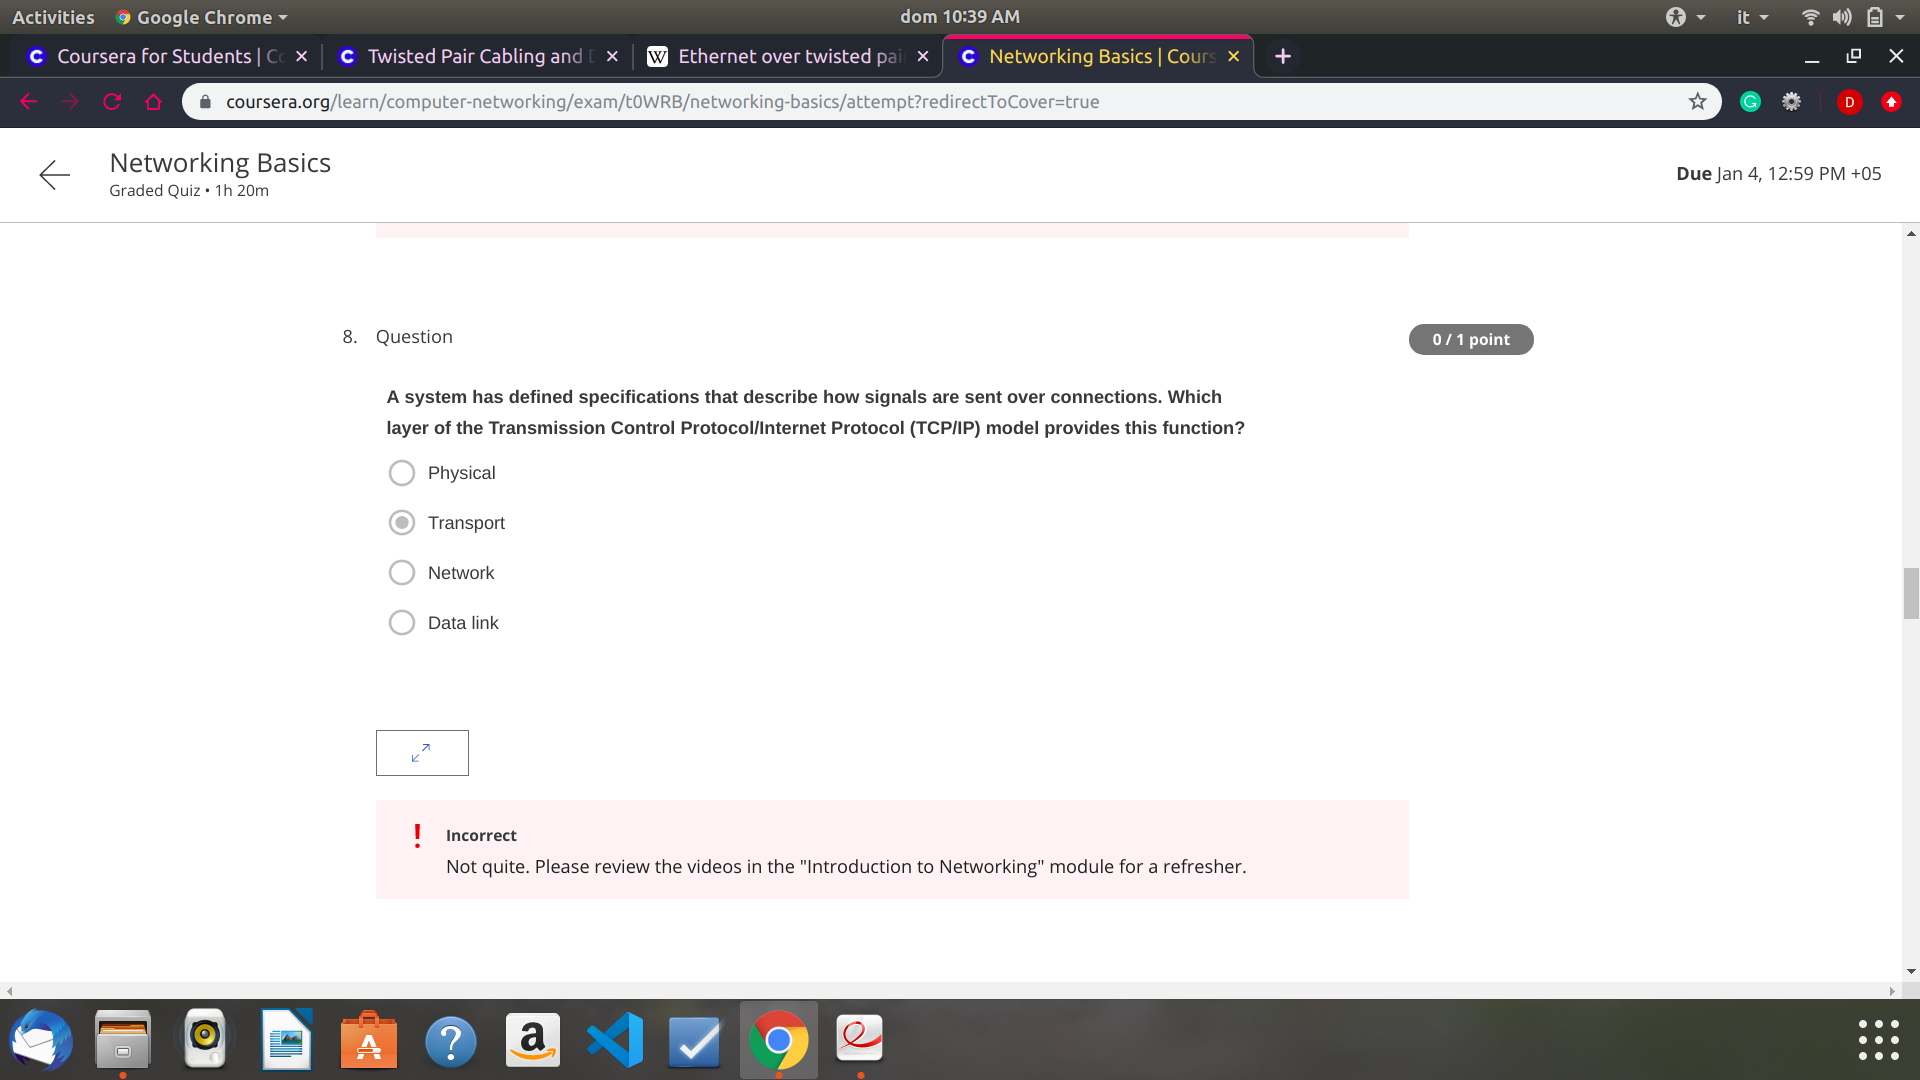 Activities
Google Chrome
dom 10:39 AM
it
Coursera for Students | Co
Twisted Pair Cabling and D
W
Ethernet over twisted pai
Networking Basics | Cours
coursera.org/learn/computer-networking/exam/t0WRB/networking-basics/attempt?redirectToCover=true
D
Networking Basics
Graded Quiz • 1h 20m
Due Jan 4, 12:59 PM +05
8. Question
0 / 1 point
A system has defined specifications that describe how signals are sent over connections. Which
layer of the Transmission Control Protocol/Internet Protocol (TCP/IP) model provides this function?
Physical
Transport
Network
Data link
! Incorrect
Not quite. Please review the videos in the "Introduction to Networking" module for a refresher.